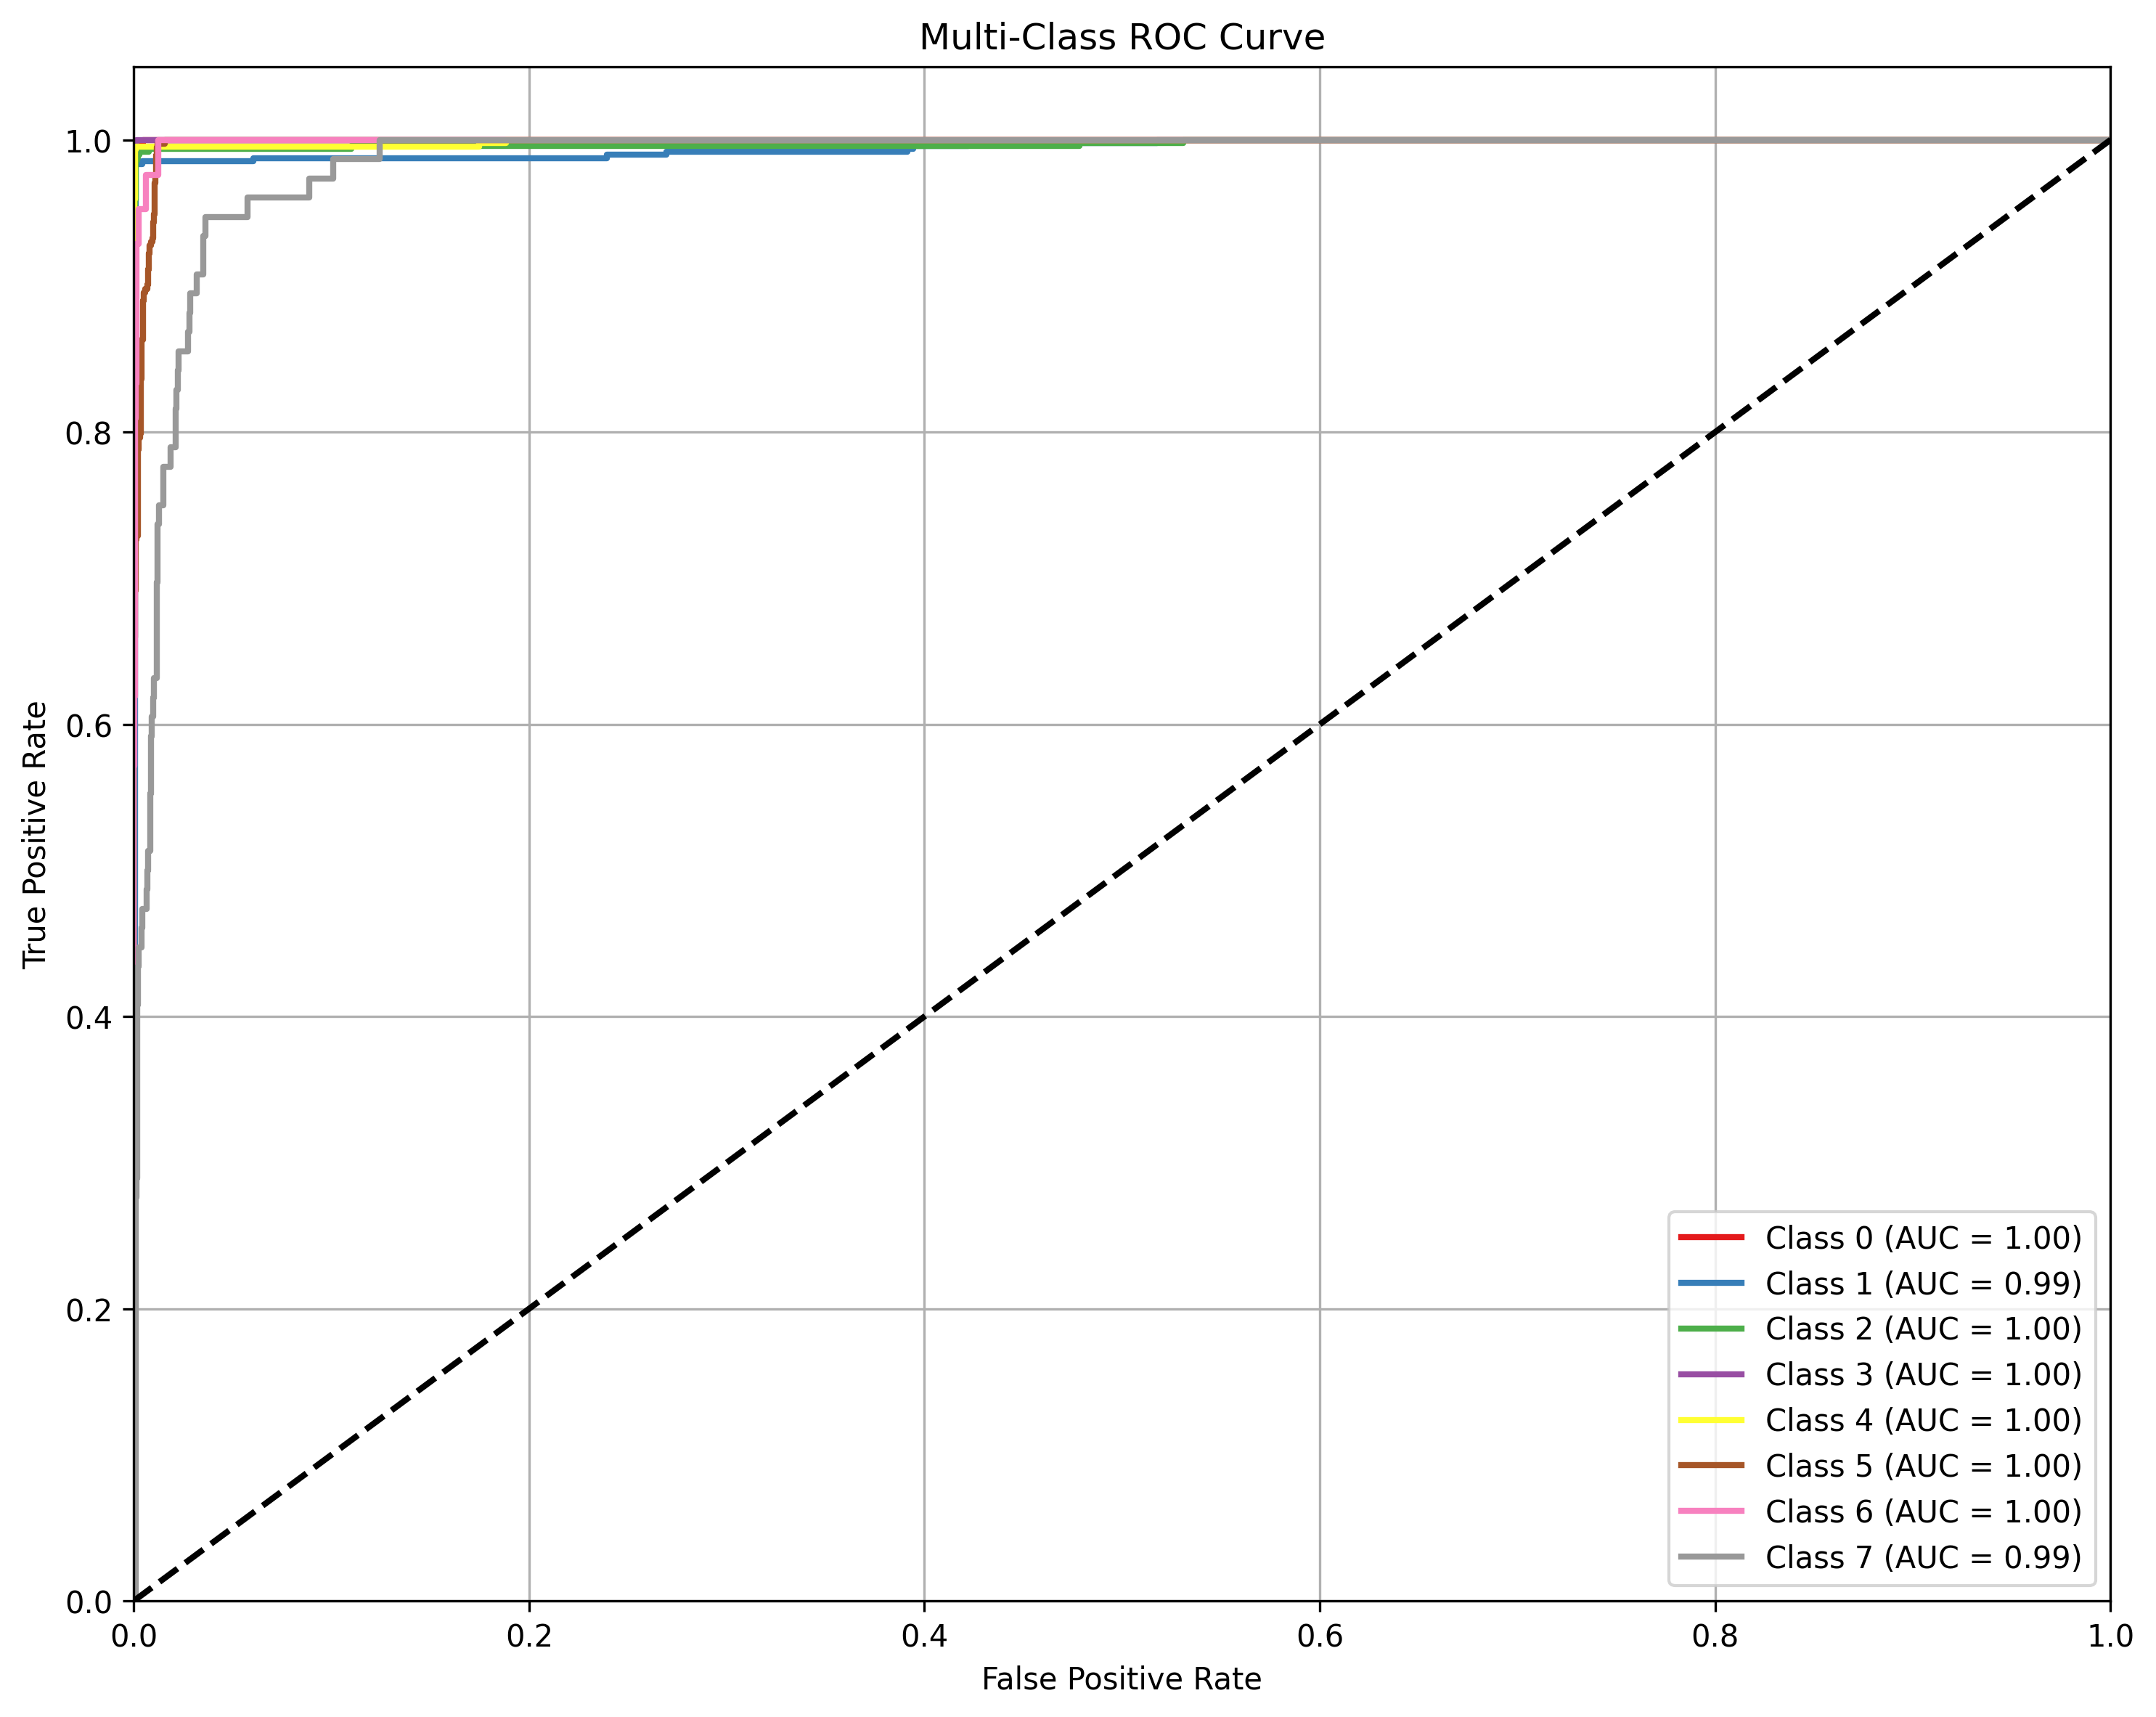 Multi-Class ROC Curve
True Positive Rate
1.0
0.8
0.6
0.4
0.2
0.0
0.0 0.2 0.4 0.6 0.8 1.0
False Positive Rate
Class 0 (AUC = 1.00)
Class 1 (AUC = 0.99)
Class 2 (AUC = 1.00)
Class 3 (AUC = 1.00)
Class 4 (AUC = 1.00)
Class 5 (AUC = 1.00)
Class 6 (AUC = 1.00)
Class 7 (AUC = 0.99)